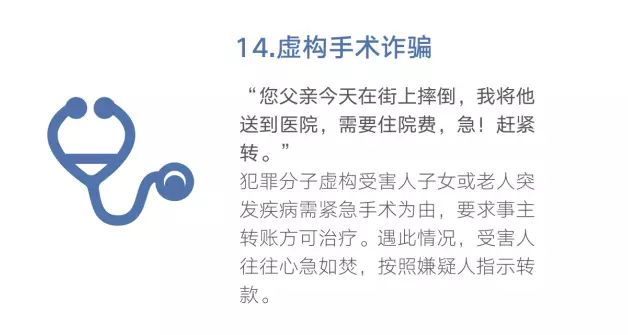 14.虚构手术诈骗
“您父亲今天在街上摔倒，我将他
送到医院，需要住院费，急！赶紧
转。”
犯罪分子虚构受害人子女或老人突
发疾病需紧急手术为由，要求事主
转账方可治疗。遇此情况，受害人
往往心急如焚，按照嫌疑人指示转
款。